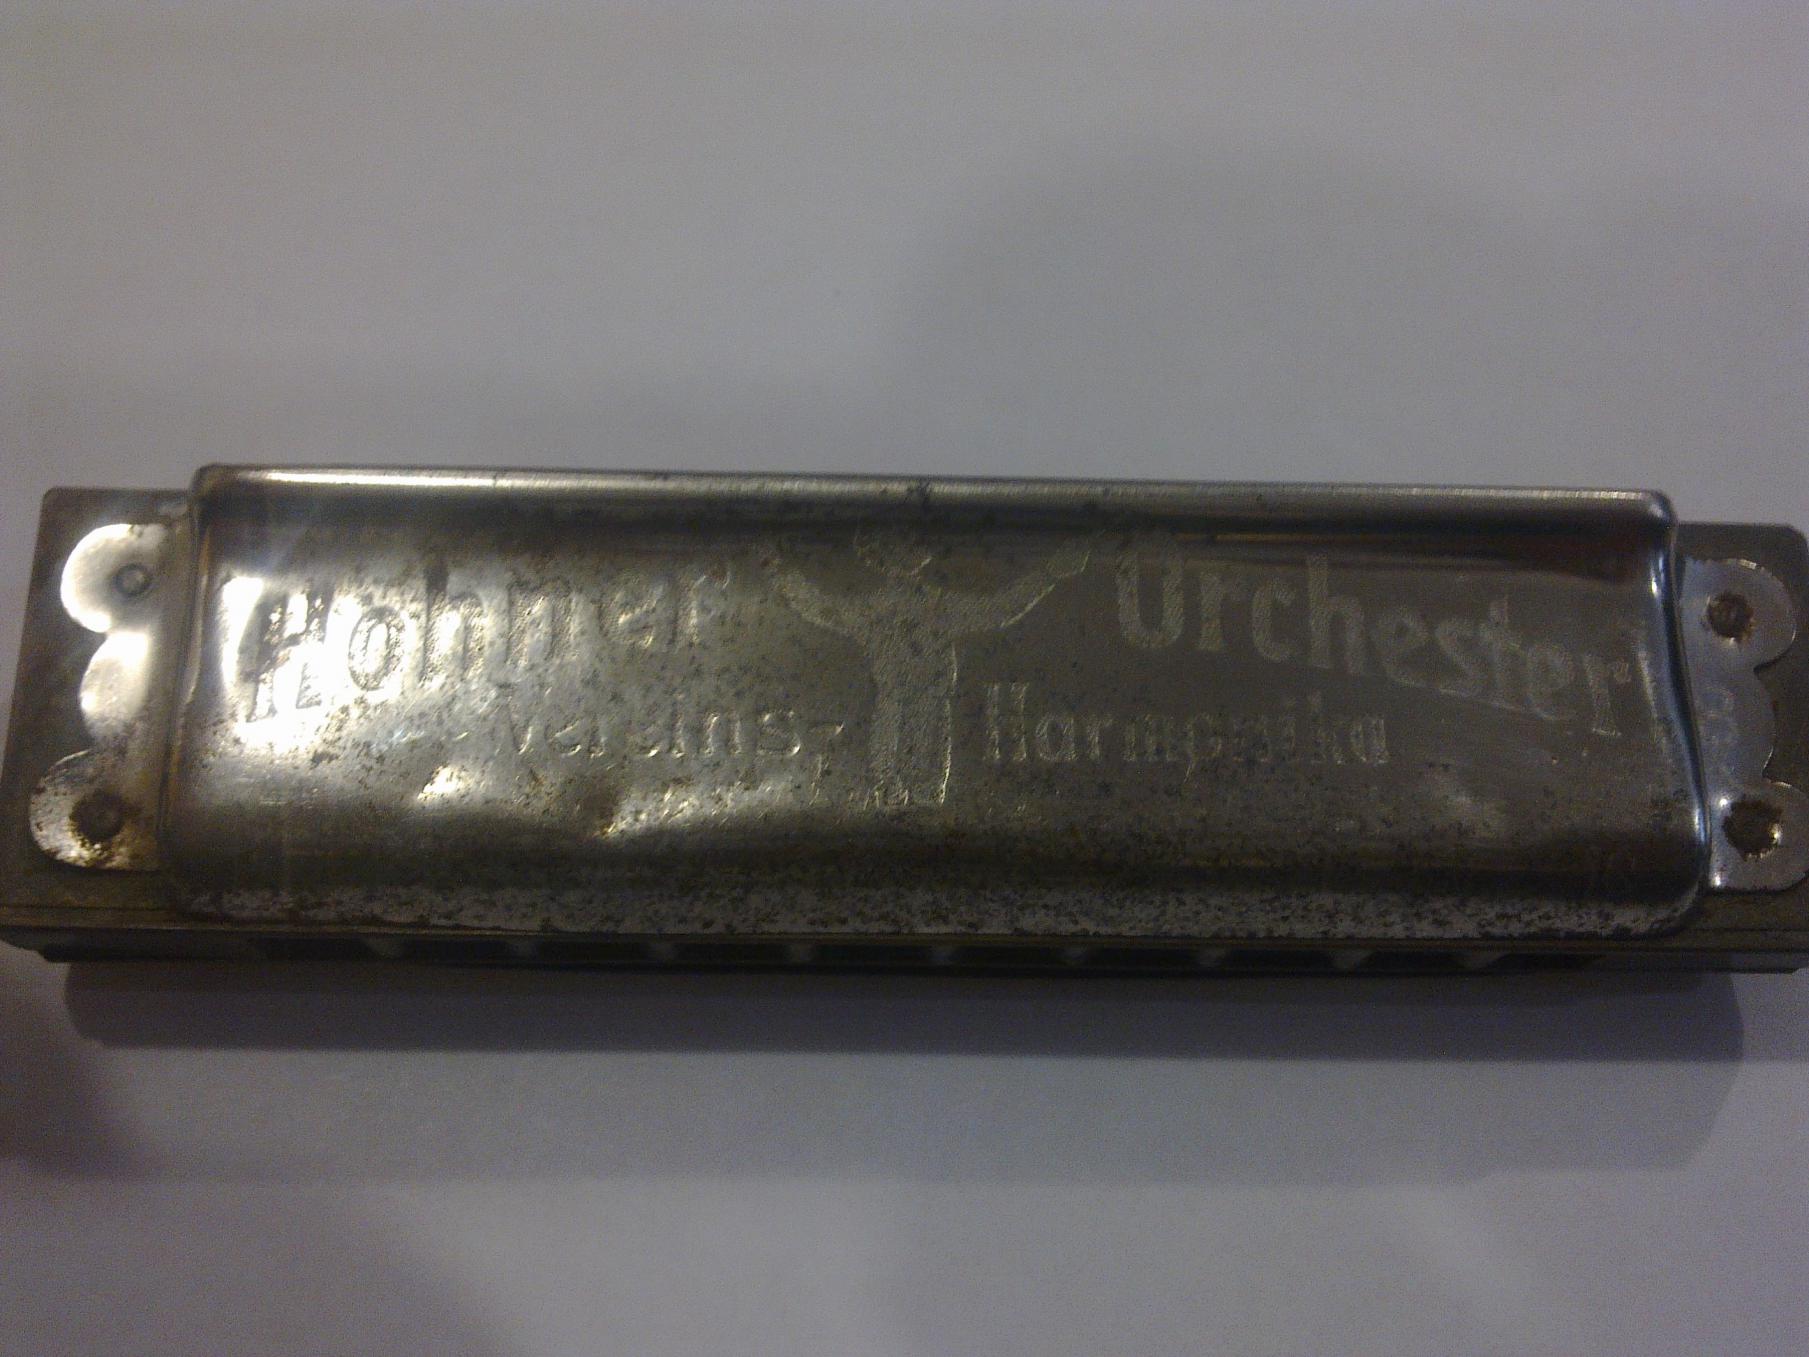 Hohner Orchester
Vereins- Harmonika